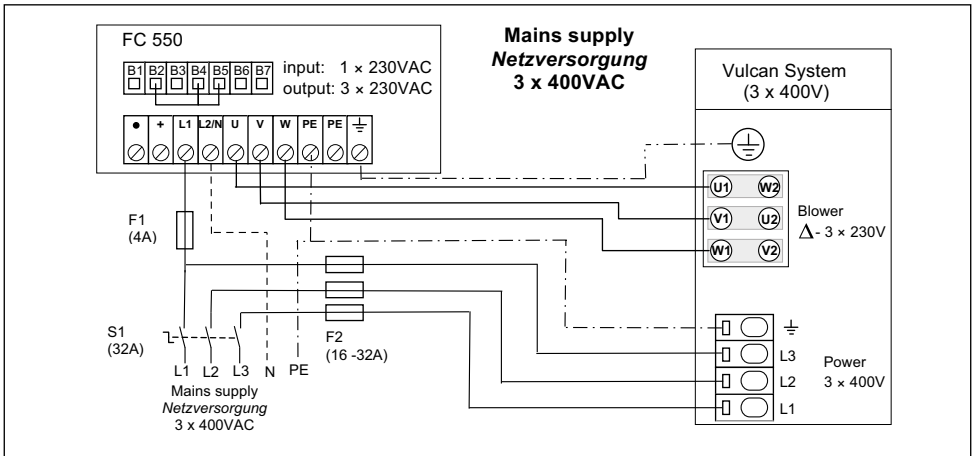 FC 550
B1 B2 B3 B4 B5 B6 B7
input: 1 × 230VAC
output: 3 × 230VAC
● + L1 L2/N U V W PE PE ⏚
Mains supply
Netzversorgung
3 x 400VAC
Vulcan System
(3 x 400V)
U1 W2
V1 U2
W1 V2
Blower
Δ- 3 × 230V
F1
(4A)
F2
(16 -32A)
S1
(32A)
L1 L2 L3 N PE
Mains supply
Netzversorgung
3 x 400VAC
⏚
L3
L2
L1
Power
3 × 400V